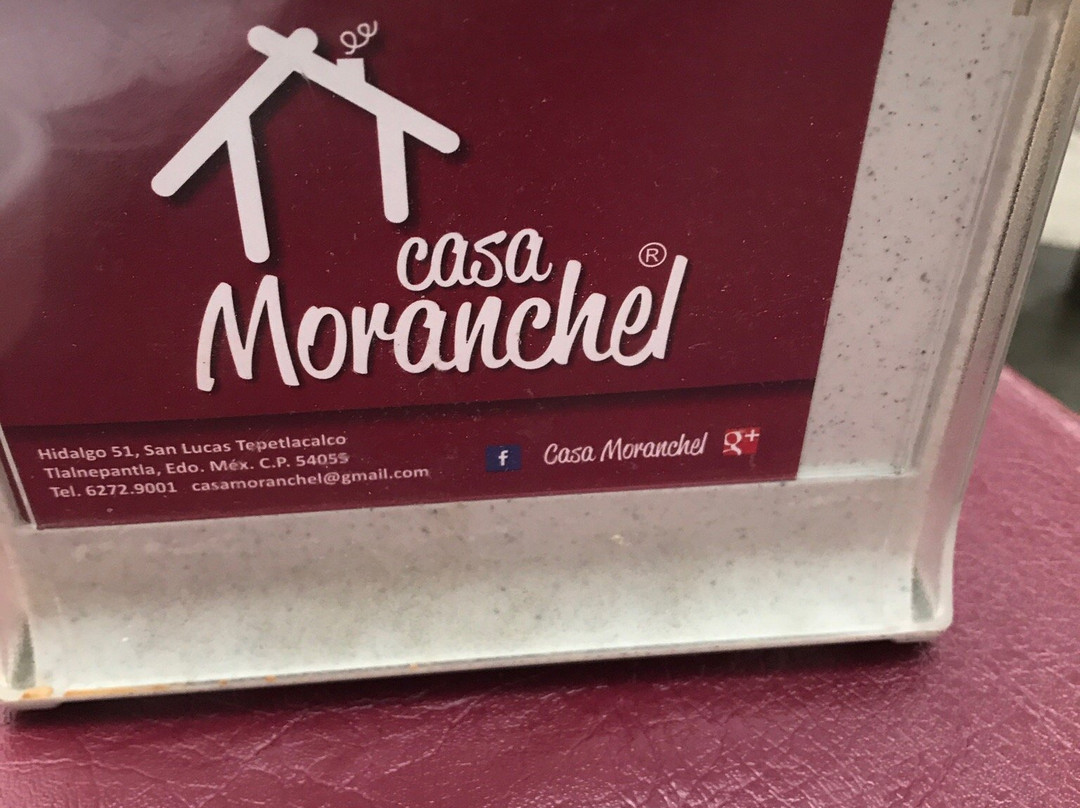 casa
Moranchel
®
Hidalgo 51, San Lucas Tepetlacalco
Tlalnepantla, Edo. Méx. C.P. 54055
Tel. 6272.9001 casamoranchel@gmail.com
f Casa Moranchel g+